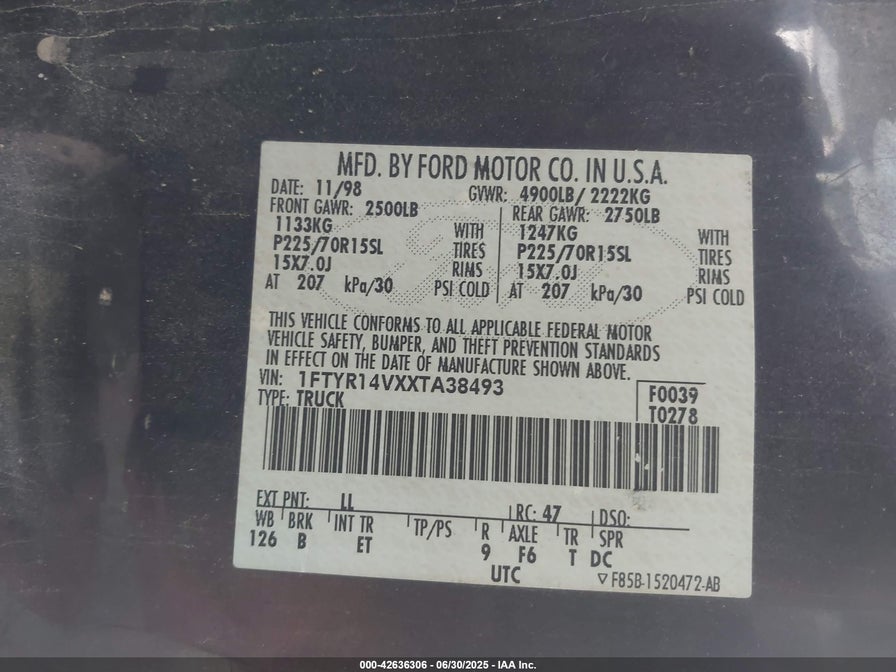 MFD. BY FORD MOTOR CO. IN U.S.A.
DATE: 11/98 GVWR: 4900LB/ 2222KG
FRONT GAWR: 2500LB REAR GAWR: 2750LB
1133KG WITH 1247KG WITH
P225/70R15SL TIRES P225/70R15SL TIRES
15X7.0J RIMS 15X7.0J RIMS
AT 207 kPa/30 PSI COLD AT 207 kPa/30 PSI COLD
THIS VEHICLE CONFORMS TO ALL APPLICABLE FEDERAL MOTOR
VEHICLE SAFETY, BUMPER, AND THEFT PREVENTION STANDARDS
IN EFFECT ON THE DATE OF MANUFACTURE SHOWN ABOVE.
VIN: 1FTYR14VXXTA38493 F0039
TYPE: TRUCK T0278
EXT PNT: LL RC: 47 DSO:
WB BRK INT TR TP/PS R AXLE TR SPR
126 B ET 9 F6 T DC
UTC ▽F85B-1520472-AB
000-42636306 - 06/30/2025 - IAA Inc.